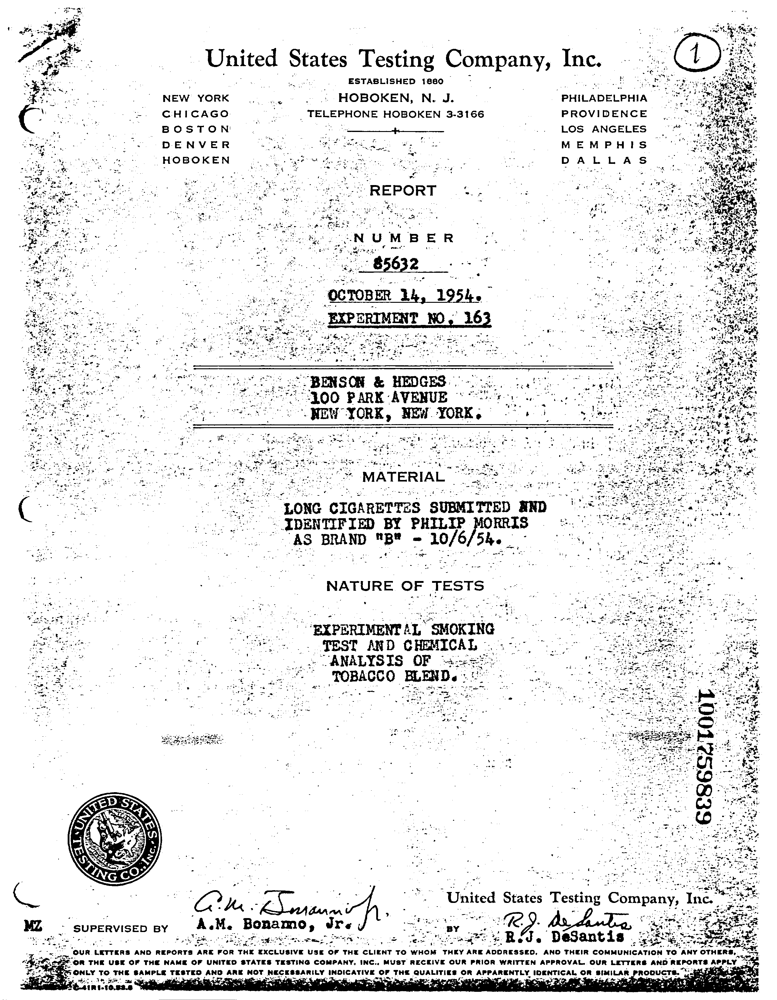 1
United States Testing Company, Inc.
ESTABLISHED 1880
HOBOKEN, N. J.
TELEPHONE HOBOKEN 3-3166
NEW YORK
CHICAGO
BOSTON
DENVER
HOBOKEN
PHILADELPHIA
PROVIDENCE
LOS ANGELES
MEMPHIS
DALLAS
REPORT
NUMBER
85632
OCTOBER 14, 1954.
EXPERIMENT NO. 163
BENSON & HEDGES
100 PARK AVENUE
NEW YORK, NEW YORK.
MATERIAL
LONG CIGARETTES SUBMITTED AND
IDENTIFIED BY PHILIP MORRIS
AS BRAND "B" - 10/6/54.
NATURE OF TESTS
EXPERIMENTAL SMOKING
TEST AND CHEMICAL
ANALYSIS OF
TOBACCO BLEND.
1001759839
UNITED STATES TESTING CO., INC.
United States Testing Company, Inc.
MZ
SUPERVISED BY
A.M. Bonamo, Jr.
BY
R.J. DeSantis
R.J. DeSantis
OUR LETTERS AND REPORTS ARE FOR THE EXCLUSIVE USE OF THE CLIENT TO WHOM THEY ARE ADDRESSED, AND THEIR COMMUNICATION TO ANY OTHERS,
OR THE USE OF THE NAME OF UNITED STATES TESTING COMPANY, INC., MUST RECEIVE OUR PRIOR WRITTEN APPROVAL. OUR LETTERS AND REPORTS APPLY
ONLY TO THE SAMPLE TESTED AND ARE NOT NECESSARILY INDICATIVE OF THE QUALITIES OF APPARENTLY IDENTICAL OR SIMILAR PRODUCTS.